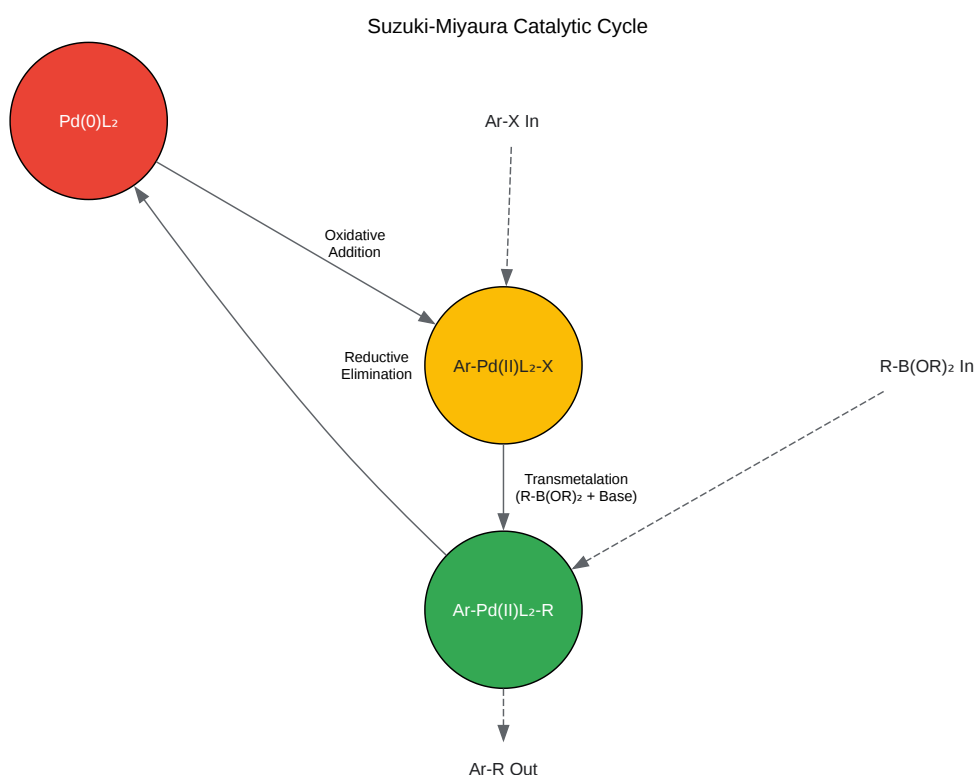 Suzuki-Miyaura Catalytic Cycle
Pd(0)L₂
Ar-X In
Oxidative
Addition
Reductive
Elimination
Ar-Pd(II)L₂-X
R-B(OR)₂ In
Transmetalation
(R-B(OR)₂ + Base)
Ar-Pd(II)L₂-R
Ar-R Out